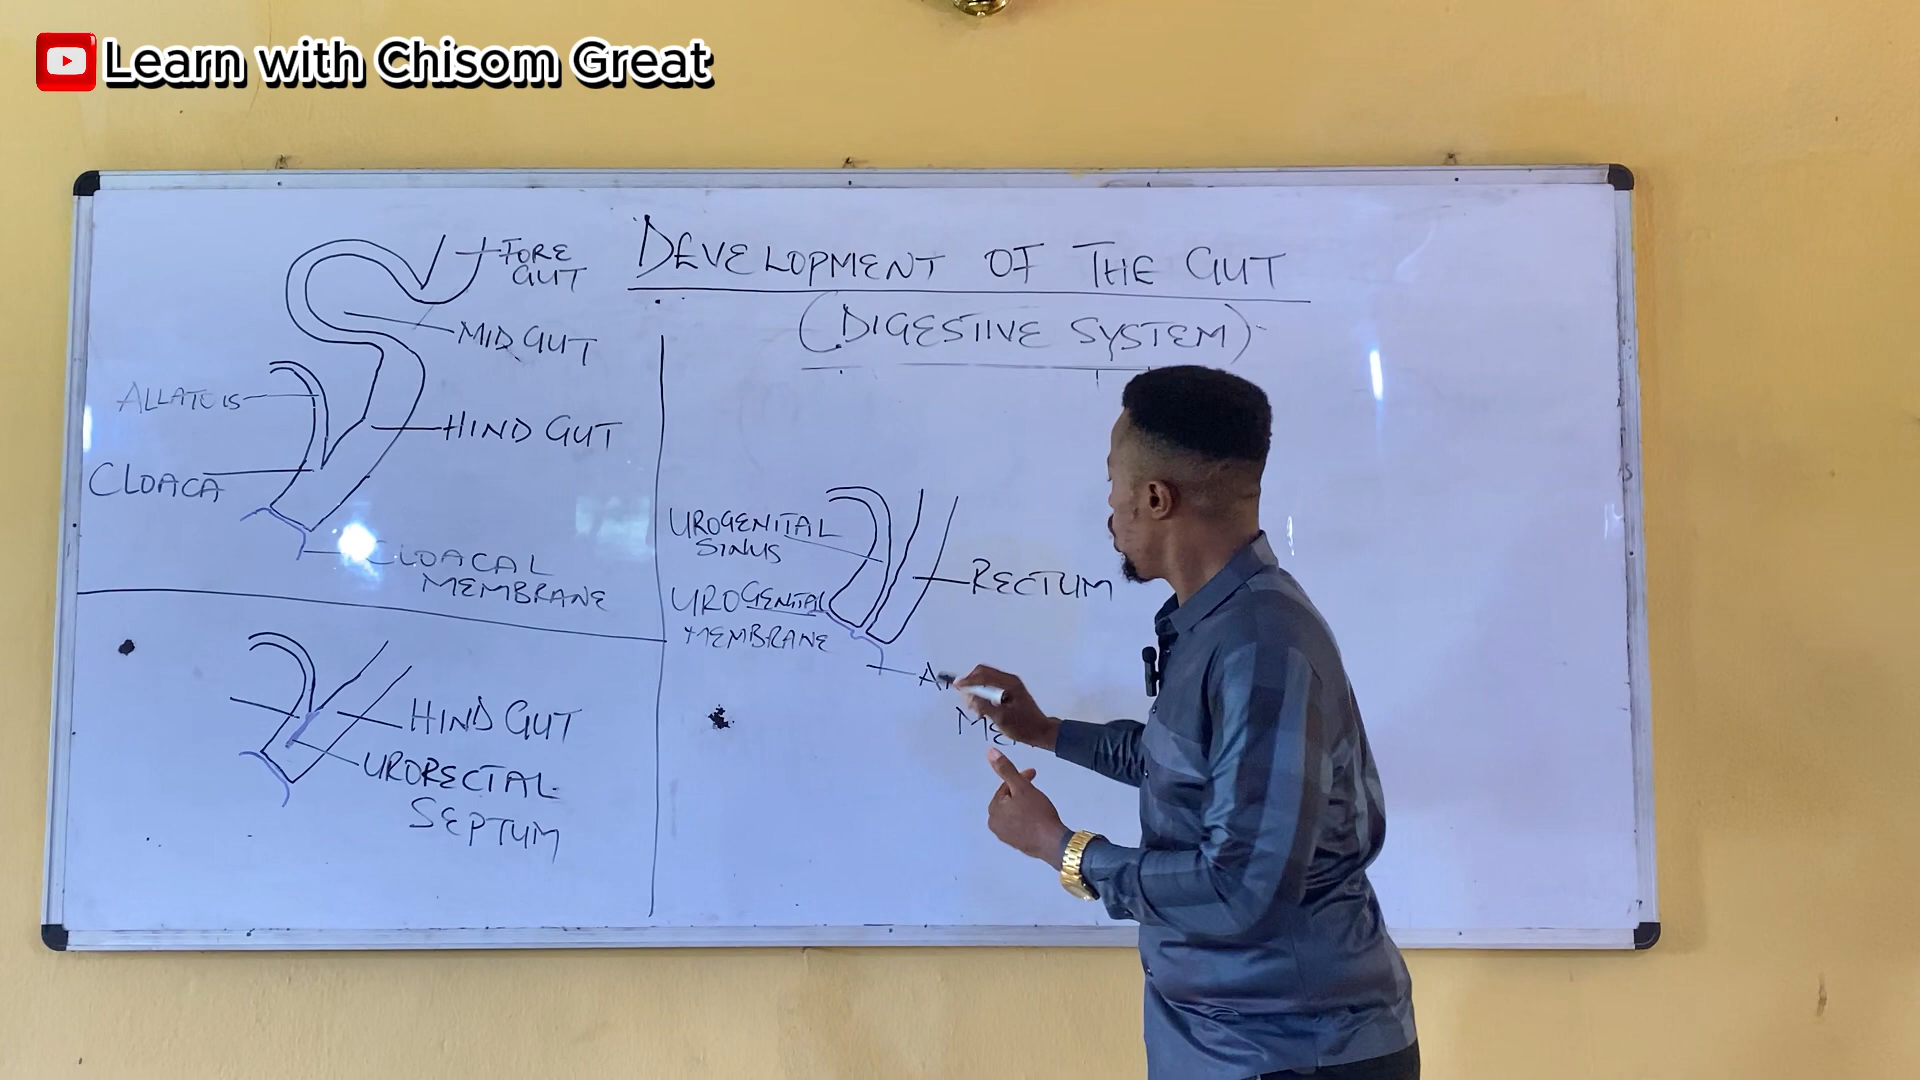 Learn with Chisom Great
DEVELOPMENT OF THE GUT
(DIGESTIVE SYSTEM)
FORE
GUT
MID GUT
ALLATOIS
HIND GUT
CLOACA
CLOACAL
MEMBRANE
HIND GUT
URORECTAL
SEPTUM
UROGENITAL
SINUS
RECTUM
UROGENITAL
MEMBRANE